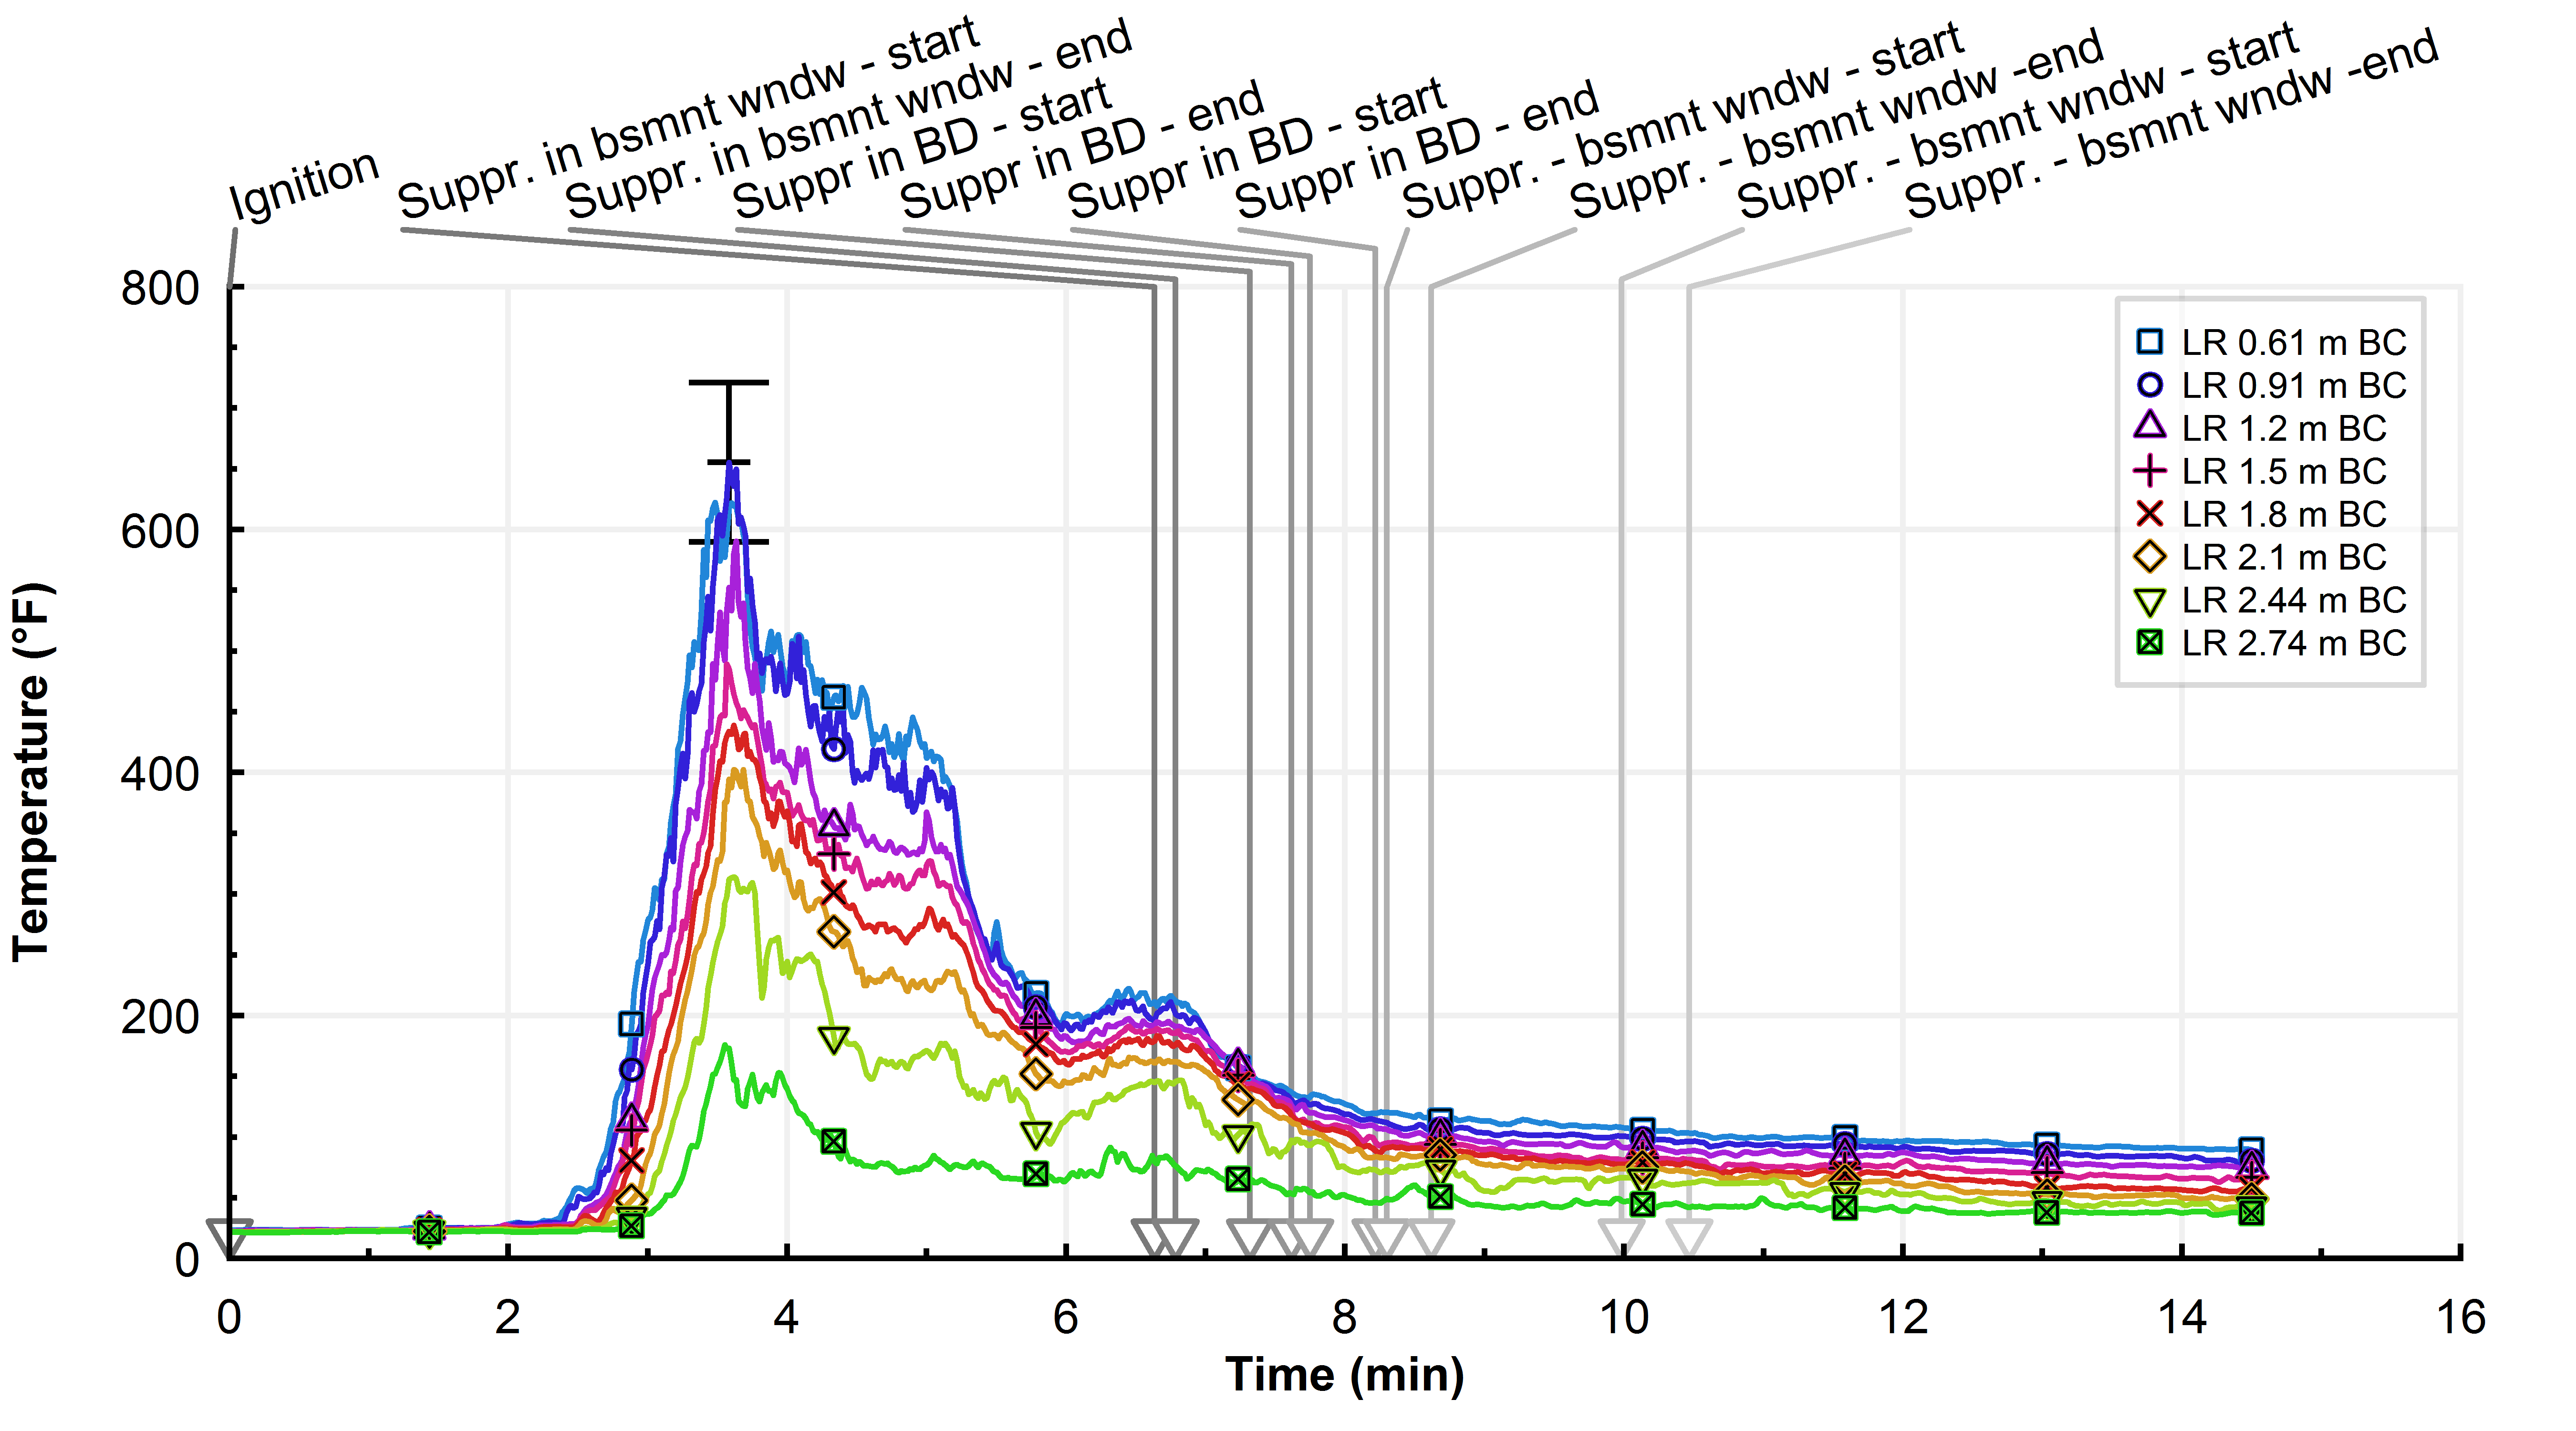 Ignition
Suppr. in bsmnt wndw - start
Suppr. in bsmnt wndw - end
Suppr in BD - start
Suppr in BD - end
Suppr in BD - start
Suppr in BD - end
Suppr. - bsmnt wndw - start
Suppr. - bsmnt wndw -end
Suppr. - bsmnt wndw - start
Suppr. - bsmnt wndw -end
800
600
400
200
0
Temperature (°F)
LR 0.61 m BC
LR 0.91 m BC
LR 1.2 m BC
LR 1.5 m BC
LR 1.8 m BC
LR 2.1 m BC
LR 2.44 m BC
LR 2.74 m BC
0 2 4 6 8 10 12 14 16
Time (min)